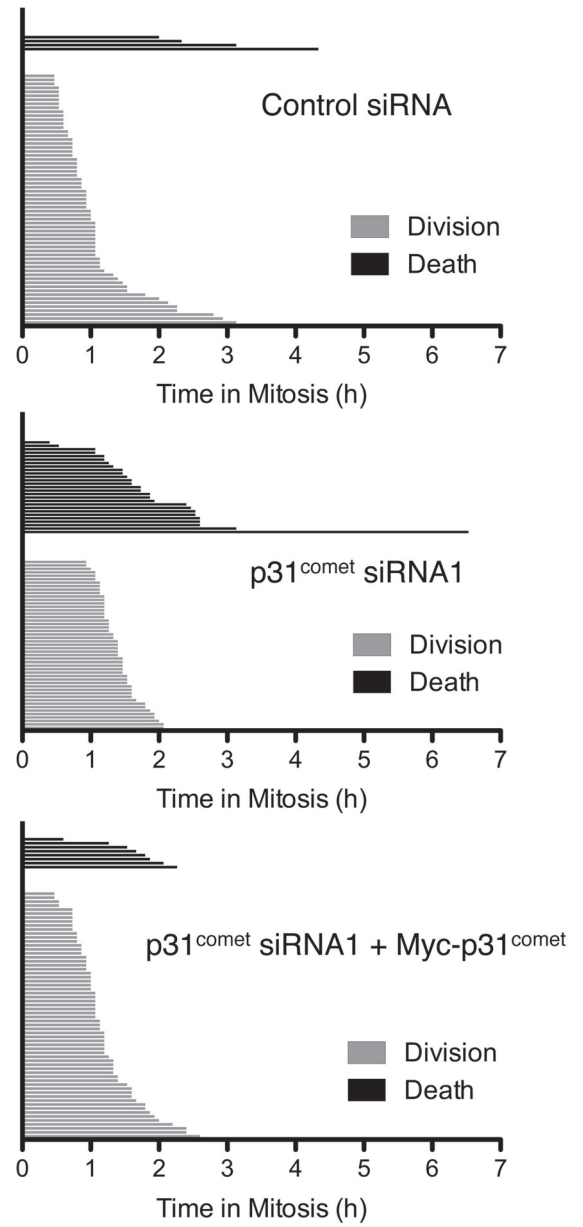 Control siRNA
Division
Death
0 1 2 3 4 5 6 7
Time in Mitosis (h)
p31comet siRNA1
Division
Death
0 1 2 3 4 5 6 7
Time in Mitosis (h)
p31comet siRNA1 + Myc-p31comet
Division
Death
0 1 2 3 4 5 6 7
Time in Mitosis (h)